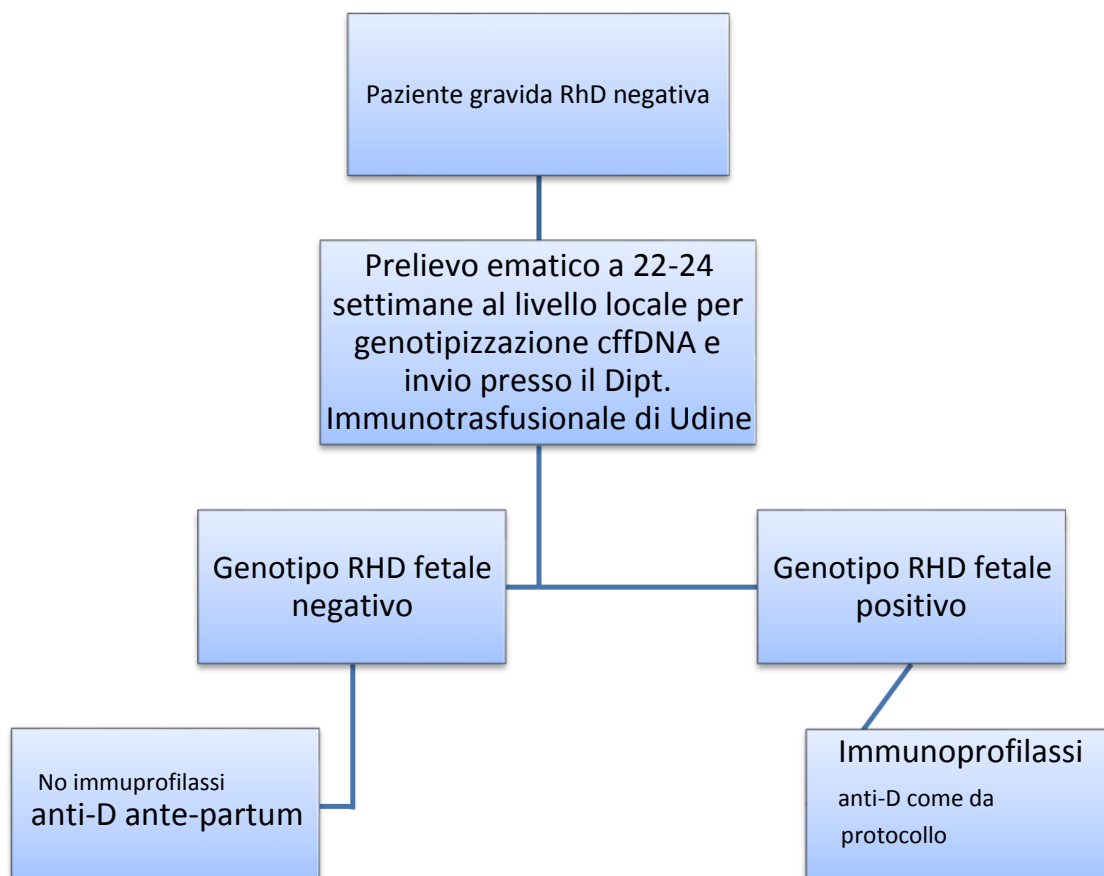 Paziente gravida RhD negativa
Prelievo ematico a 22-24
settimane al livello locale per
genotipizzazione cffDNA e
invio presso il Dipt.
Immunotrasfusionale di Udine
Genotipo RHD fetale
negativo
Genotipo RHD fetale
positivo
No immuprofilassi
anti-D ante-partum
Immunoprofilassi
anti-D come da
protocollo